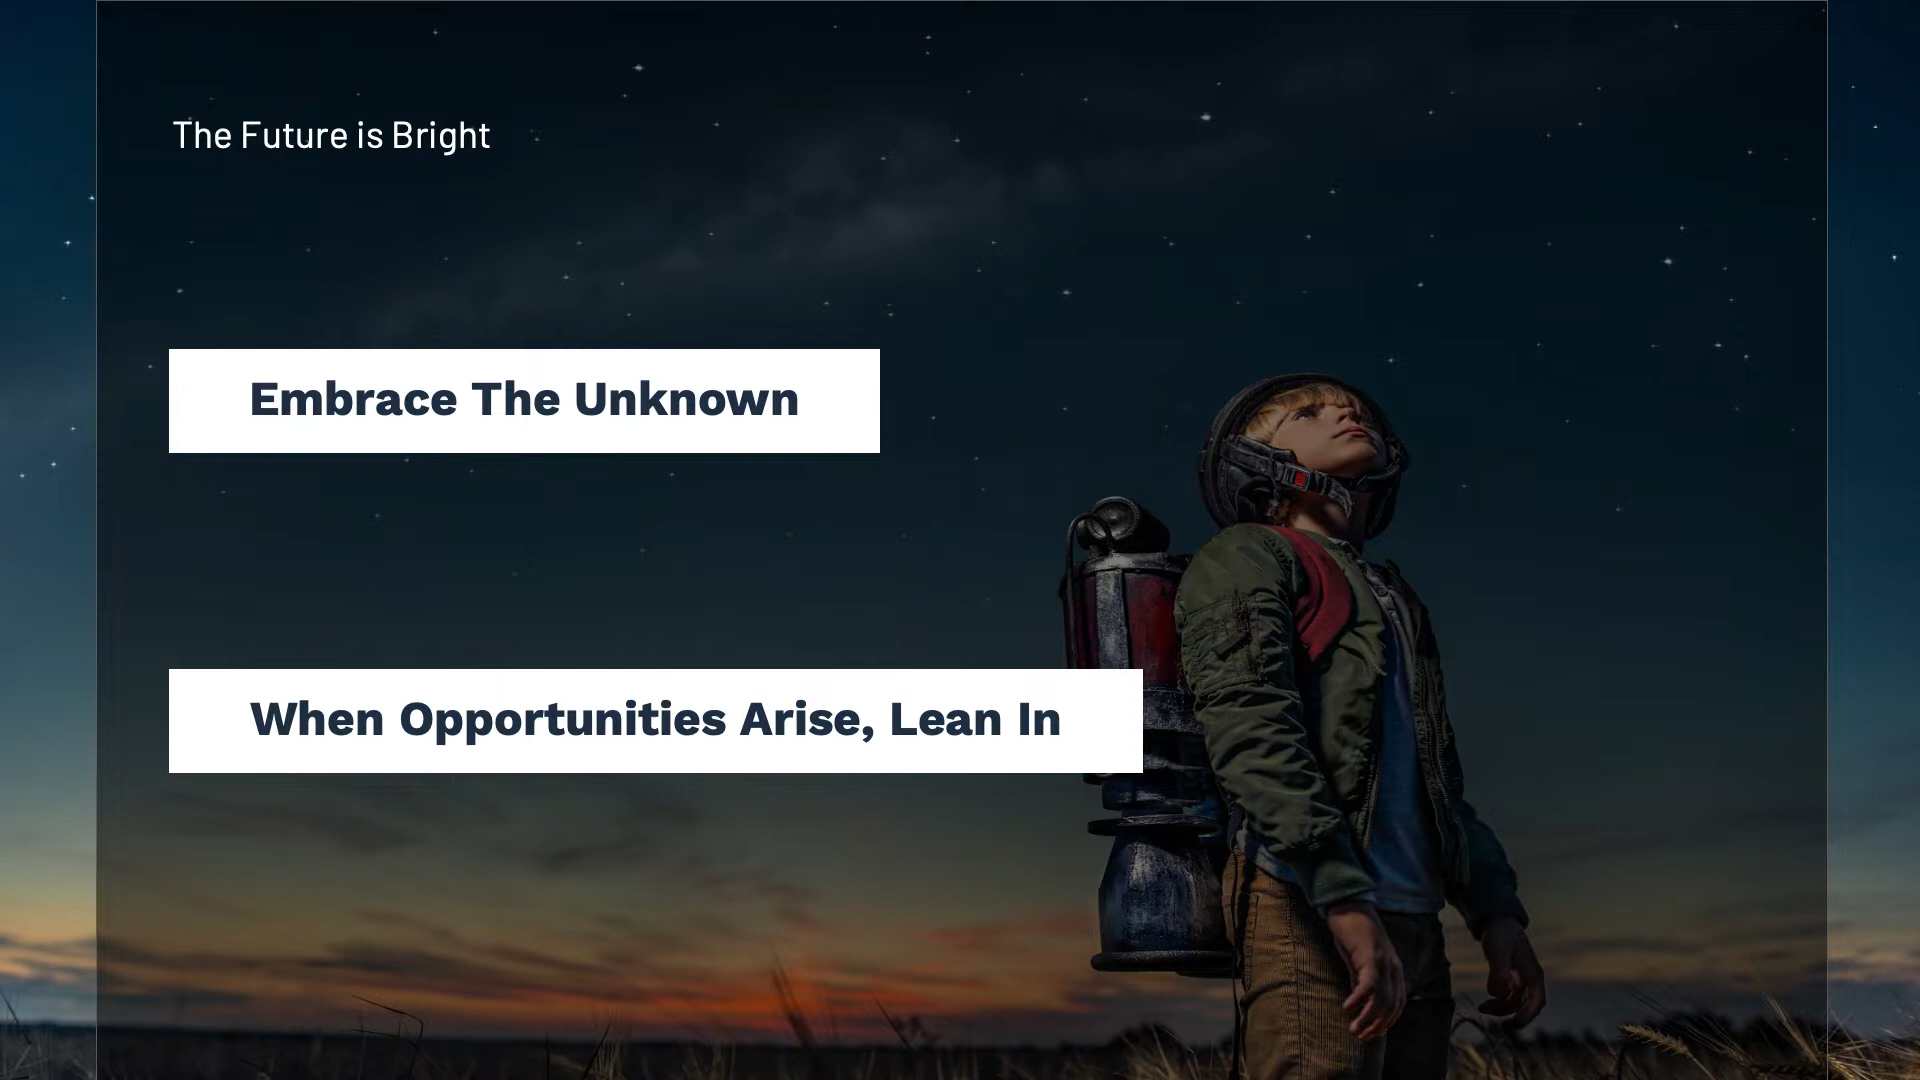 The Future is Bright
Embrace The Unknown
When Opportunities Arise, Lean In